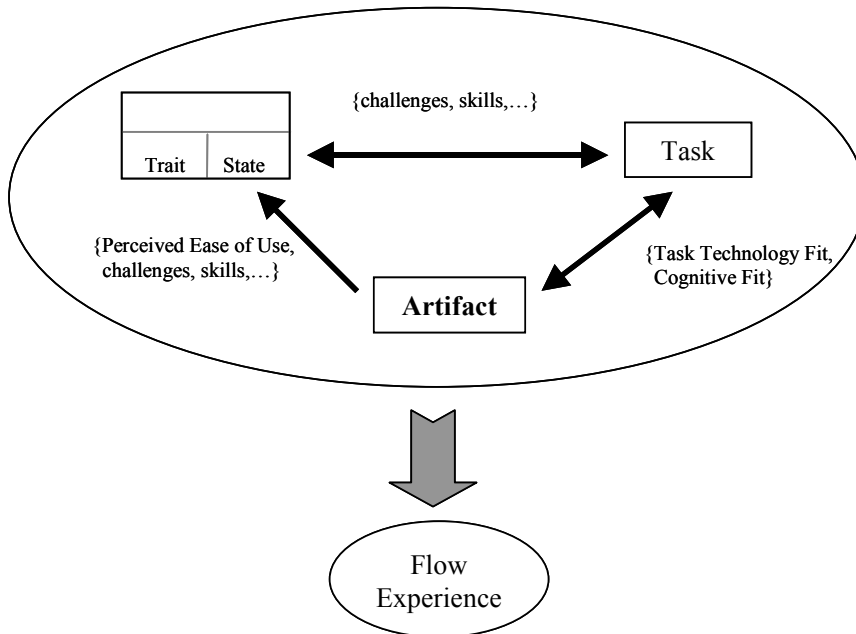 {challenges, skills,…}
Trait
State
Task
{Perceived Ease of Use,
challenges, skills,…}
{Task Technology Fit,
Cognitive Fit}
Artifact
Flow
Experience